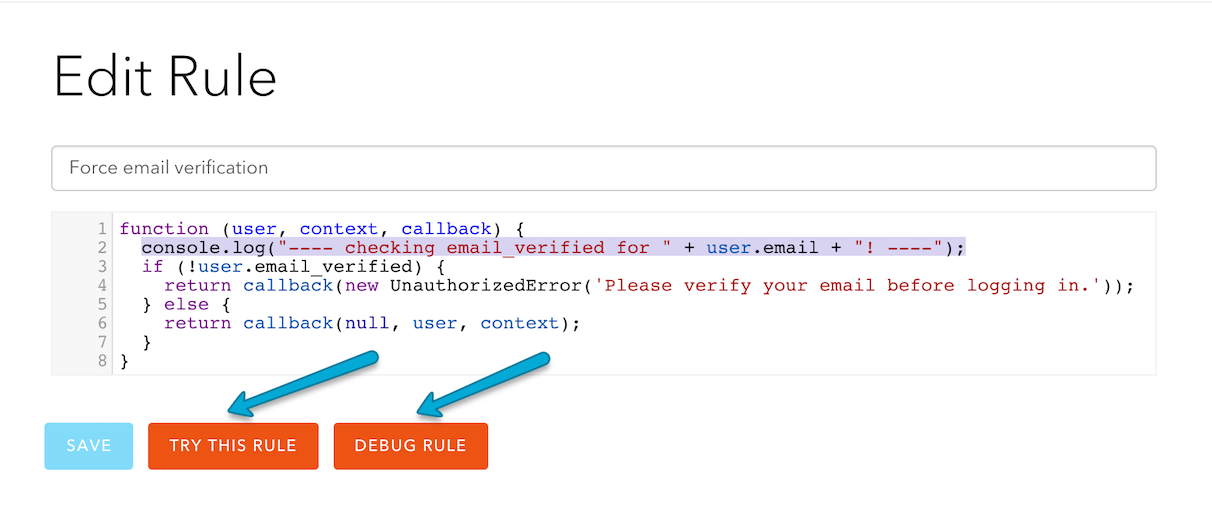 Edit Rule
Force email verification
1 function (user, context, callback) {
2   console.log("---- checking email_verified for " + user.email + "! ----");
3   if (!user.email_verified) {
4     return callback(new UnauthorizedError('Please verify your email before logging in.'));
5   } else {
6     return callback(null, user, context);
7   }
8 }
SAVE TRY THIS RULE DEBUG RULE